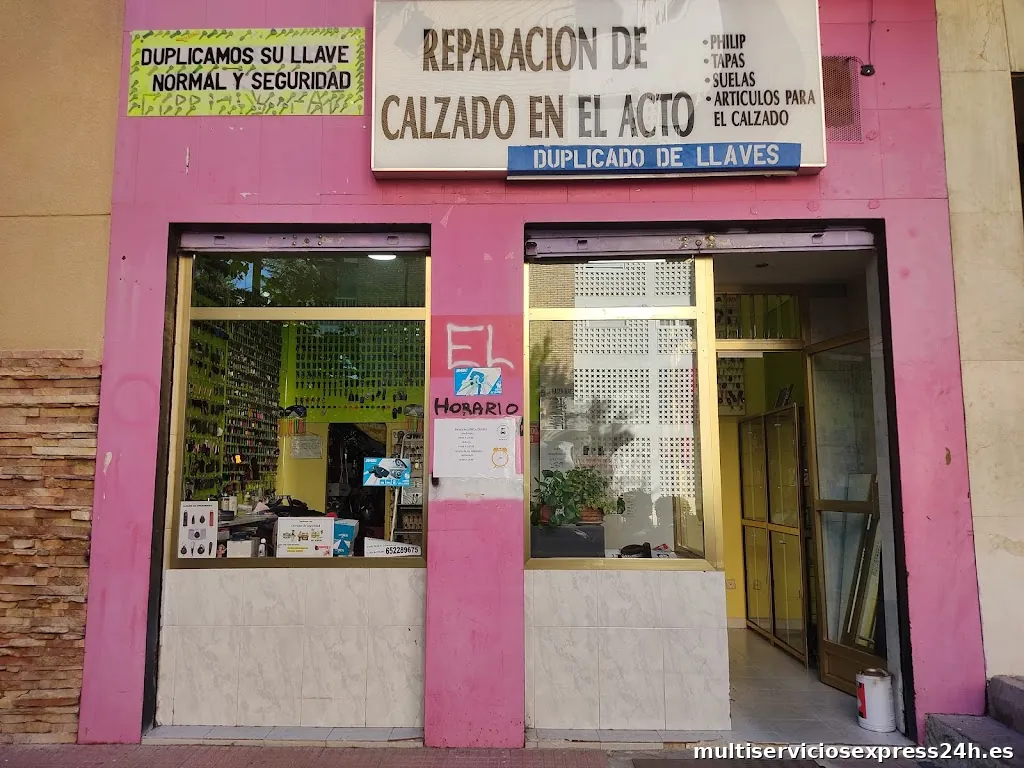 DUPLICAMOS SU LLAVE
NORMAL Y SEGURIDAD
REPARACION DE
CALZADO EN EL ACTO
•PHILIP
•TAPAS
•SUELAS
•ARTICULOS PARA
EL CALZADO
DUPLICADO DE LLAVES
EL
HORARIO
652289675
multiserviciosexpress24h.es